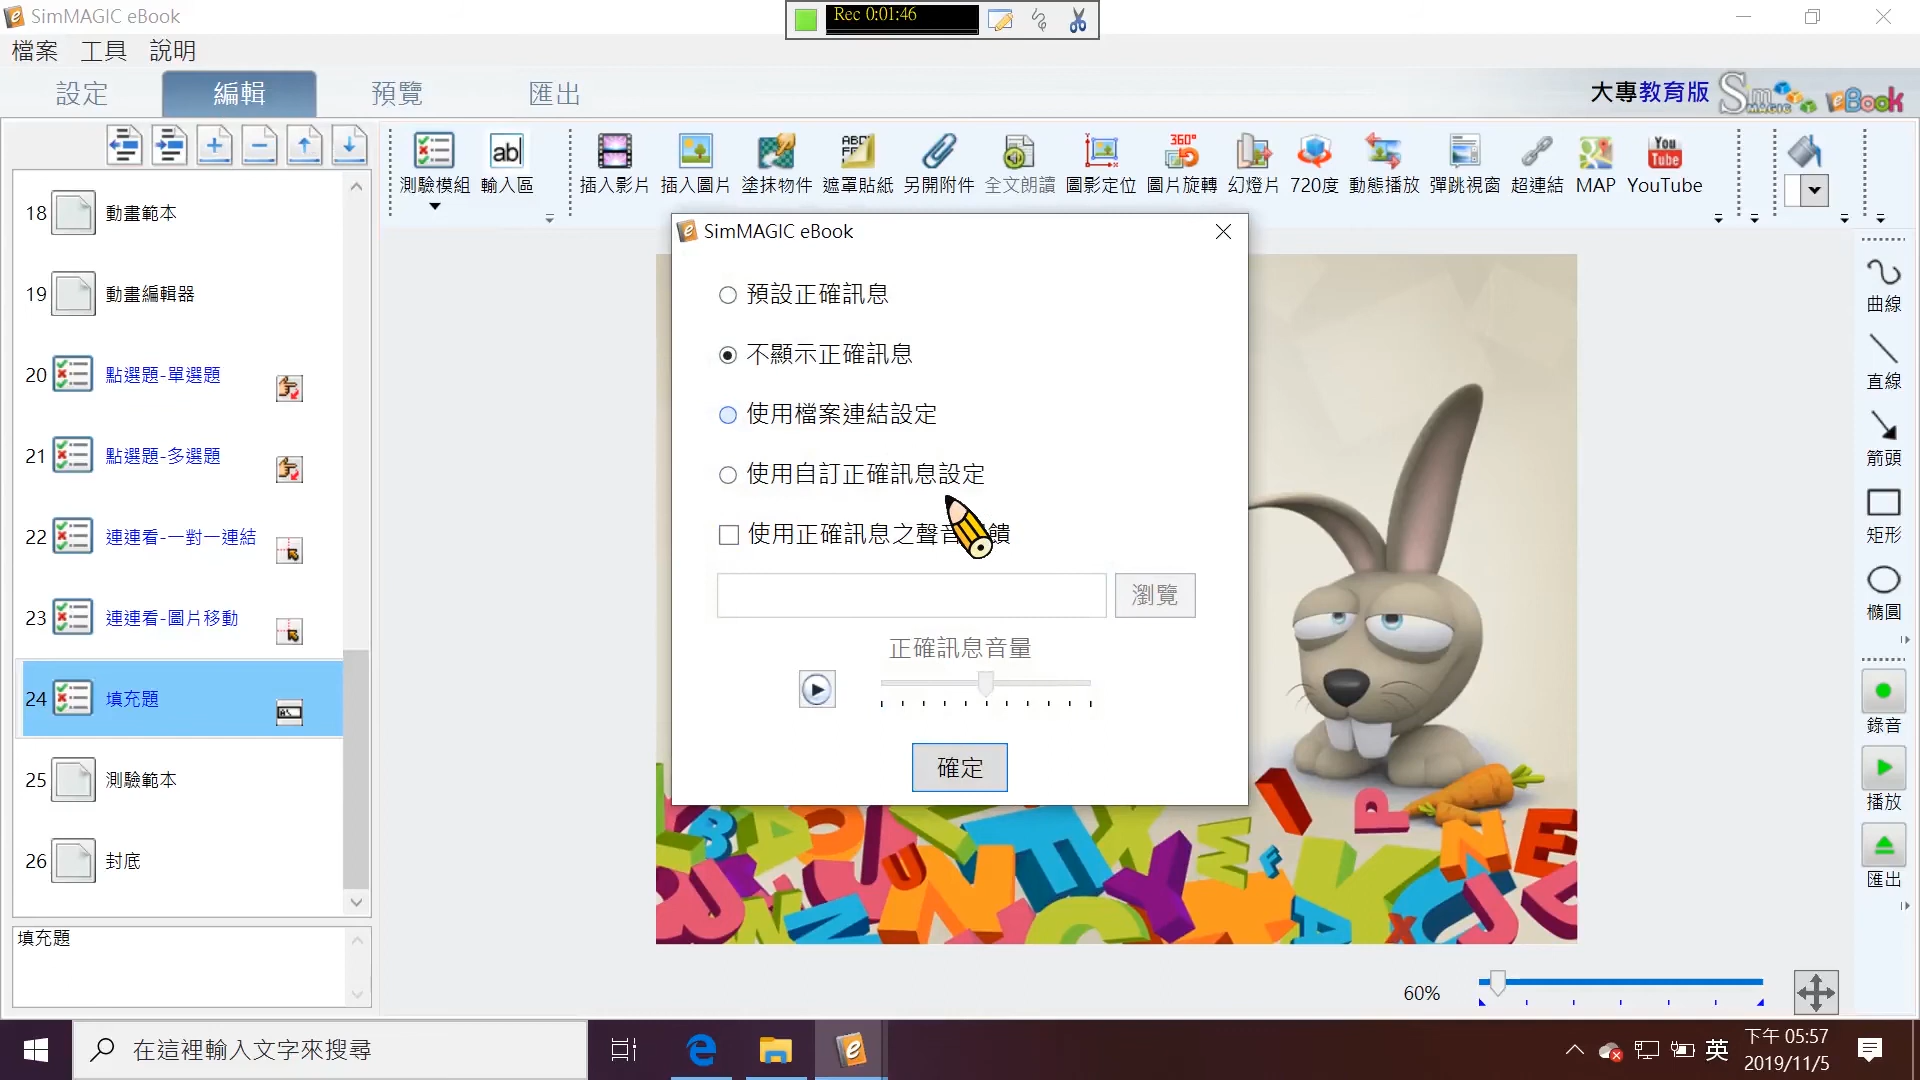 SimMAGIC eBook
Rec 0:01:46
檔案 工具 說明
設定 編輯 預覽 匯出
大專教育版 SimMAGIC eBook
測驗模組 輸入區 插入影片 插入圖片 塗抹物件 遮罩貼紙 另開附件 全文朗讀 圖影定位 圖片旋轉 幻燈片 720度 動態播放 彈跳視窗 超連結 MAP YouTube
18 動畫範本
19 動畫編輯器
20 點選題-單選題
21 點選題-多選題
22 連連看-一對一連結
23 連連看-圖片移動
24 填充題
25 測驗範本
26 封底
填充題
SimMAGIC eBook
預設正確訊息
不顯示正確訊息
使用檔案連結設定
使用自訂正確訊息設定
使用正確訊息之聲音 饋
瀏覽
正確訊息音量
確定
曲線
直線
箭頭
矩形
橢圓
錄音
播放
匯出
60%
在這裡輸入文字來搜尋
英
下午 05:57
2019/11/5